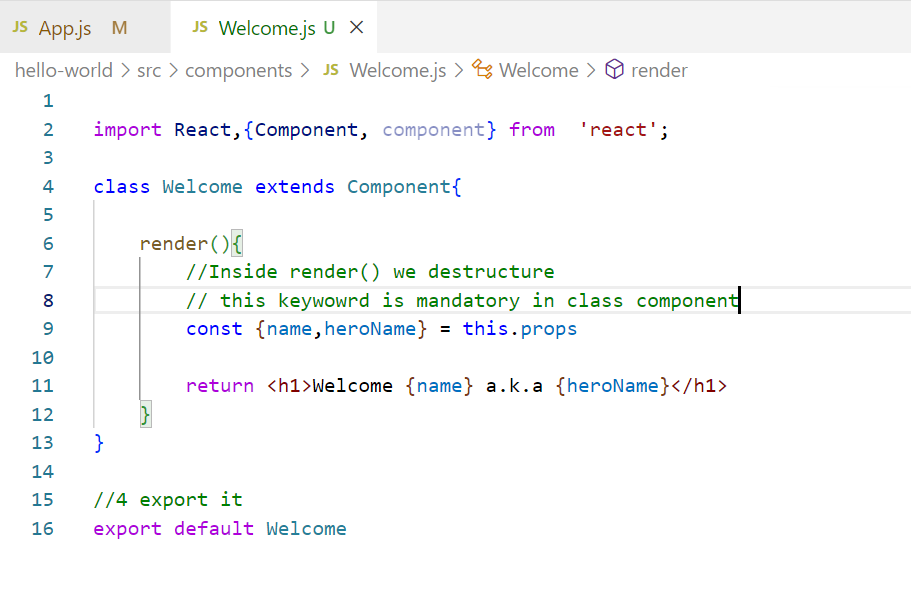 JS App.js M JS Welcome.js U
hello-world > src > components > JS Welcome.js > Welcome > render
1
2 import React,{Component, component} from  'react';
3
4 class Welcome extends Component{
5
6 render(){
7 //Inside render() we destructure
8 // this keywowrd is mandatory in class component
9 const {name,heroName} = this.props
10
11 return <h1>Welcome {name} a.k.a {heroName}</h1>
12 }
13 }
14
15 //4 export it
16 export default Welcome